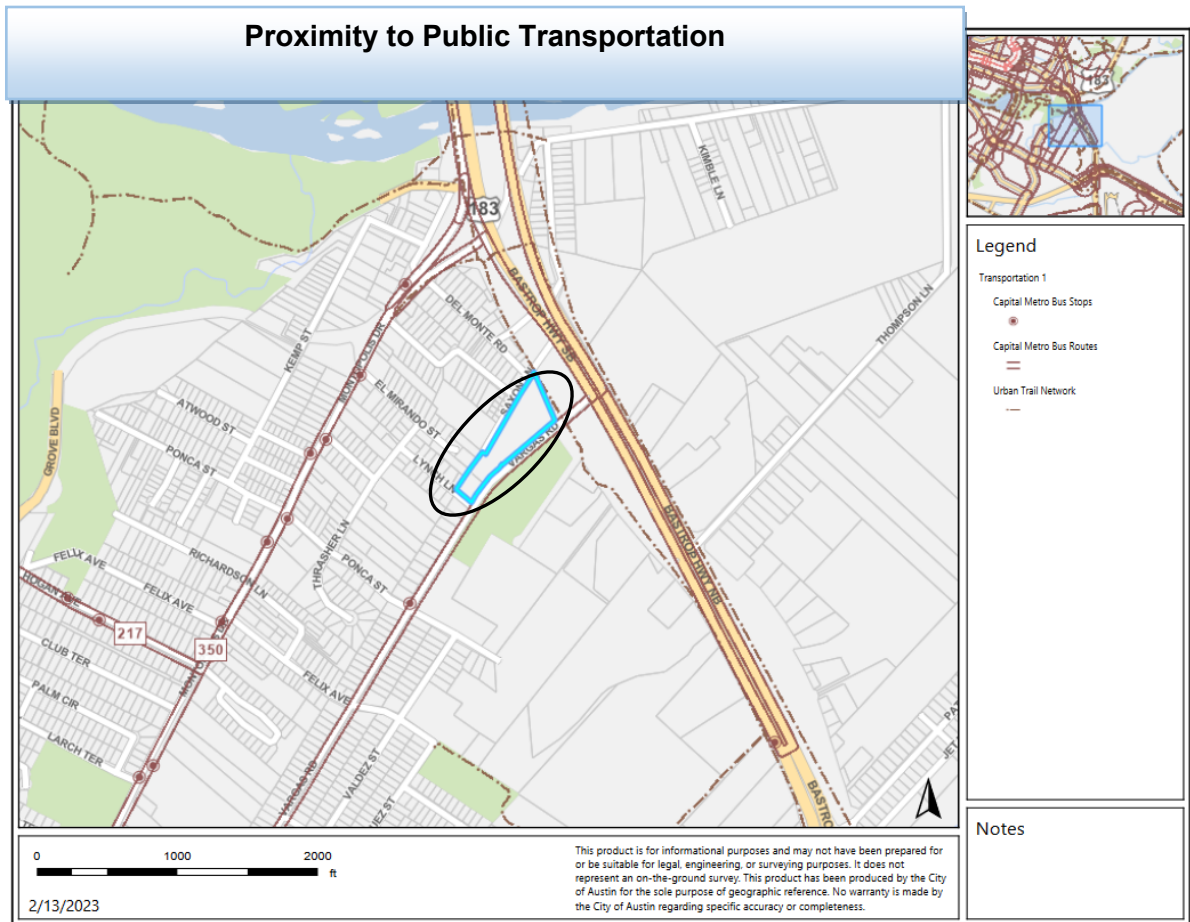 Proximity to Public Transportation
183
183
KIMBLE LN
THOMPSON LN
BASTROP HWY SB
DEL MONTE RD
KEMP ST
MONTOPOLIS DR
EL MIRANDO ST
VARGAS RD
LYNCH LN
ATWOOD ST
PONCA ST
GROVE BLVD
THRASHER LN
PONCA ST
RICHARDSON LN
BASTROP HWY NB
FELIX AVE
FELIX AVE
HOGAN AVE
217
350
CLUB TER
FELIX AVE
PALM CIR
LARCH TER
VALDEZ ST
VARGAS RD
Legend
Transportation 1
Capital Metro Bus Stops
Capital Metro Bus Routes
Urban Trail Network
Notes
0 1000 2000
ft
2/13/2023
This product is for informational purposes and may not have been prepared for
or be suitable for legal, engineering, or surveying purposes. It does not
represent an on-the-ground survey. This product has been produced by the City
of Austin for the sole purpose of geographic reference. No warranty is made by
the City of Austin regarding specific accuracy or completeness.